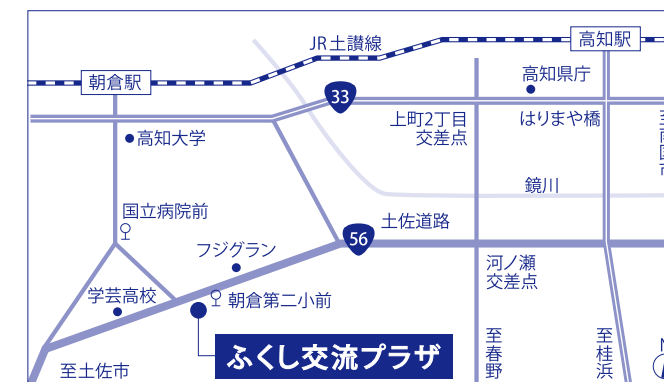 JR土讃線
高知駅
朝倉駅
高知県庁
33
上町2丁目
交差点
はりまや橋
高知大学
鏡川
国立病院前
土佐道路
56
フジグラン
河ノ瀬
交差点
学芸高校
朝倉第二小前
ふくし交流プラザ
至春野
至桂浜
至土佐市